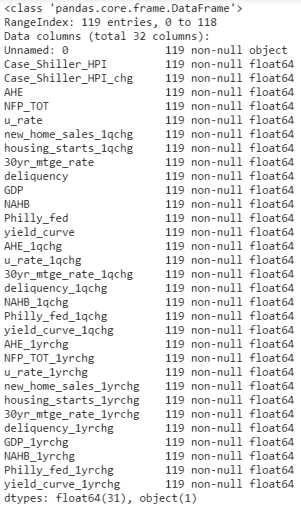 <class 'pandas.core.frame.DataFrame'>
RangeIndex: 119 entries, 0 to 118
Data columns (total 32 columns):
Unnamed: 0 119 non-null object
Case_Shiller_HPI 119 non-null float64
Case_Shiller_HPI_chg 119 non-null float64
AHE 119 non-null float64
NFP_TOT 119 non-null float64
u_rate 119 non-null float64
new_home_sales_1qchg 119 non-null float64
housing_starts_1qchg 119 non-null float64
30yr_mtge_rate 119 non-null float64
deliquency 119 non-null float64
GDP 119 non-null float64
NAHB 119 non-null float64
Philly_fed 119 non-null float64
yield_curve 119 non-null float64
AHE_1qchg 119 non-null float64
u_rate_1qchg 119 non-null float64
30yr_mtge_rate_1qchg 119 non-null float64
deliquency_1qchg 119 non-null float64
NAHB_1qchg 119 non-null float64
Philly_fed_1qchg 119 non-null float64
yield_curve_1qchg 119 non-null float64
AHE_1yrchg 119 non-null float64
NFP_TOT_1yrchg 119 non-null float64
u_rate_1yrchg 119 non-null float64
new_home_sales_1yrchg 119 non-null float64
housing_starts_1yrchg 119 non-null float64
30yr_mtge_rate_1yrchg 119 non-null float64
deliquency_1yrchg 119 non-null float64
GDP_1yrchg 119 non-null float64
NAHB_1yrchg 119 non-null float64
Philly_fed_1yrchg 119 non-null float64
yield_curve_1yrchg 119 non-null float64
dtypes: float64(31), object(1)